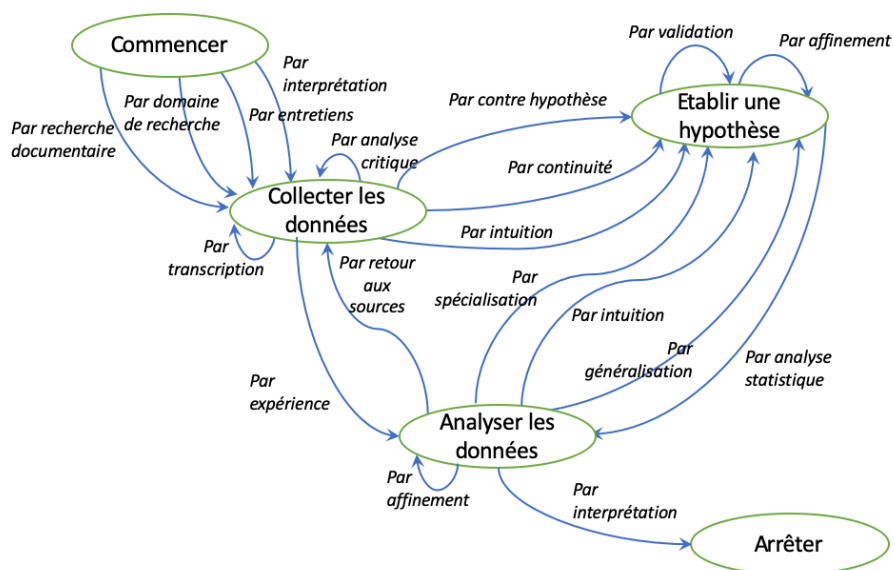 Commencer
Par
interprétation
Par validation
Par affinement
Par domaine
de recherche
Par entretiens
Par recherche
documentaire
Par contre hypothèse
Etablir une
hypothèse
Par analyse
critique
Par continuité
Collecter les
données
Par intuition
Par
transcription
Par retour
aux
sources
Par
spécialisation
Par intuition
Par
généralisation
Par analyse
statistique
Par
expérience
Analyser les
données
Par
affinement
Par
interprétation
Arrêter